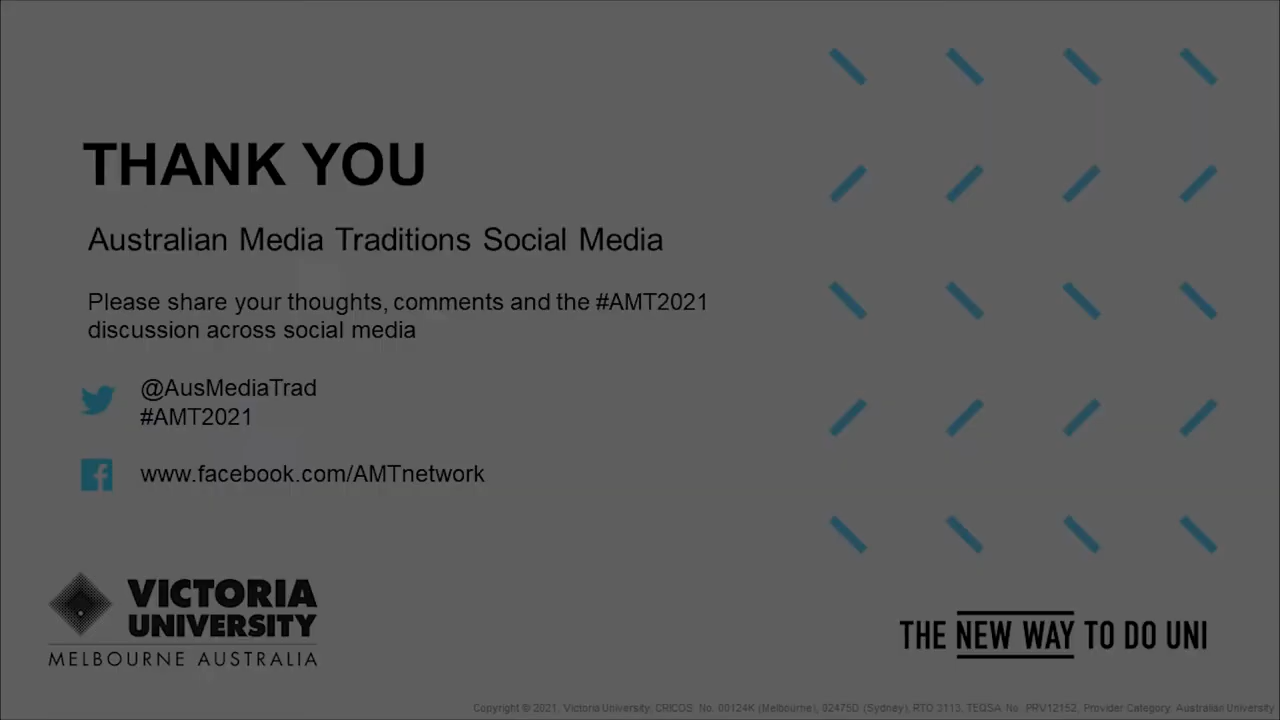 THANK YOU
Australian Media Traditions Social Media
Please share your thoughts, comments and the #AMT2021
discussion across social media
@AusMediaTrad
#AMT2021
www.facebook.com/AMTnetwork
VICTORIA
UNIVERSITY
MELBOURNE AUSTRALIA
THE NEW WAY TO DO UNI
Copyright © 2021, Victoria University, CRICOS No. 00124K (Melbourne), 02475D (Sydney), RTO 3113, TEQSA No. PRV12152, Provider Category: Australian University